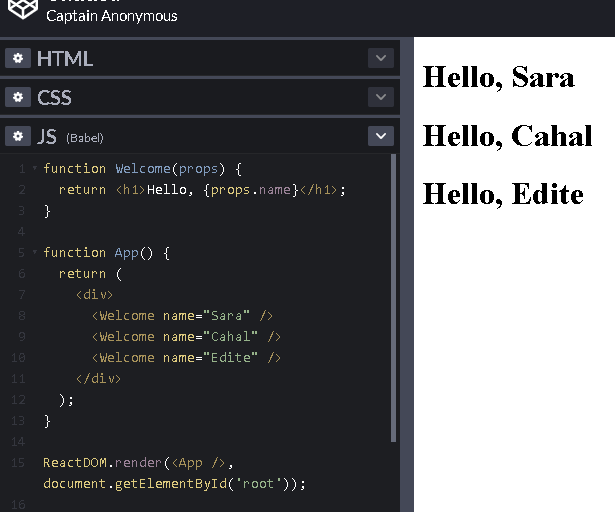 Captain Anonymous
HTML
CSS
JS (Babel)
1 function Welcome(props) {
2 return <h1>Hello, {props.name}</h1>;
3 }
4
5 function App() {
6 return (
7 <div>
8 <Welcome name="Sara" />
9 <Welcome name="Cahal" />
10 <Welcome name="Edite" />
11 </div>
12 );
13 }
14
15 ReactDOM.render(<App />,
document.getElementById('root'));
16
Hello, Sara
Hello, Cahal
Hello, Edite